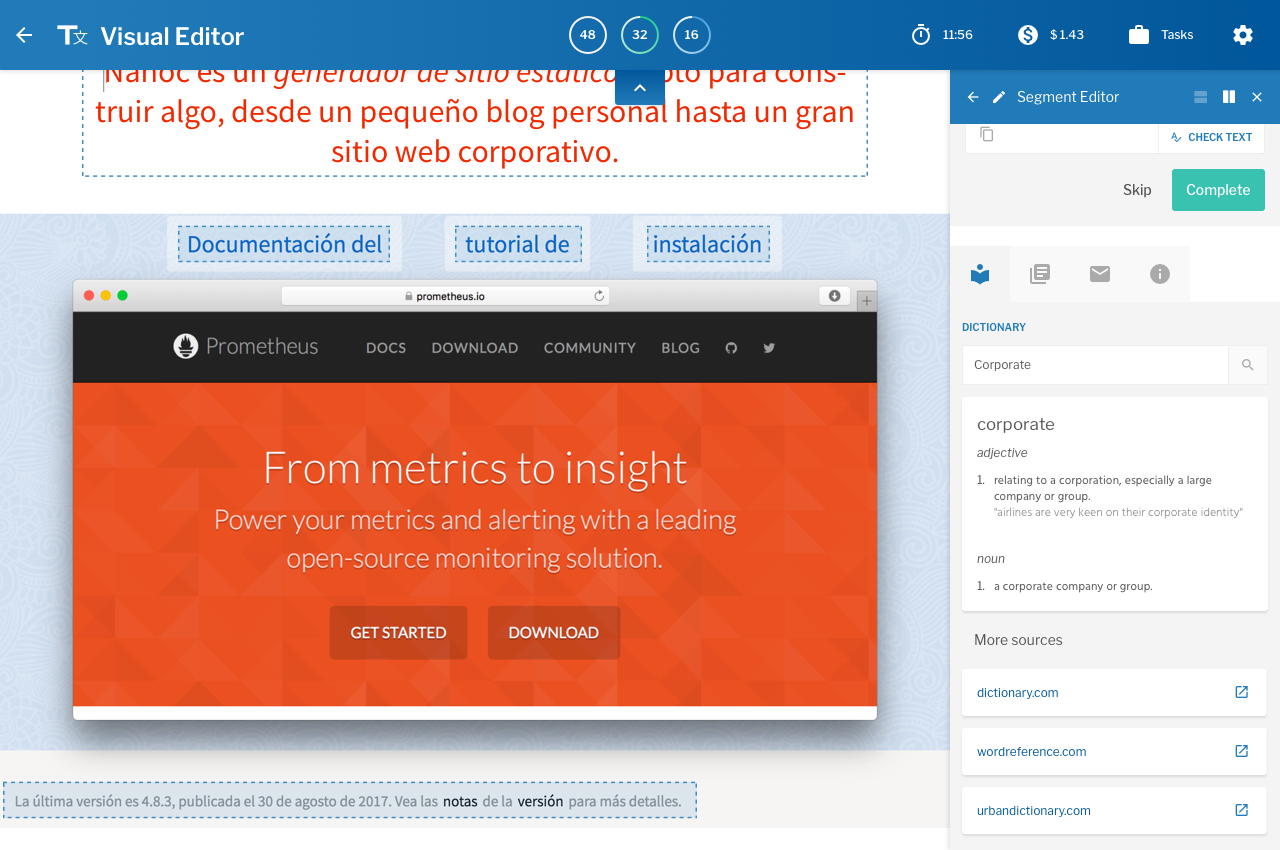 Visual Editor
48
32
16
11:56
$ 1.43
Tasks
Nanoc es un generador de sitio estático para cons-
truir algo, desde un pequeño blog personal hasta un gran
sitio web corporativo.
Documentación del
tutorial de
instalación
prometheus.io
Prometheus
DOCS
DOWNLOAD
COMMUNITY
BLOG
From metrics to insight
Power your metrics and alerting with a leading
open-source monitoring solution.
GET STARTED
DOWNLOAD
La última versión es 4.8.3, publicada el 30 de agosto de 2017. Vea las notas de la versión para más detalles.
Segment Editor
CHECK TEXT
Skip
Complete
DICTIONARY
Corporate
corporate
adjective
1. relating to a corporation, especially a large
company or group.
"airlines are very keen on their corporate identity"
noun
1. a corporate company or group.
More sources
dictionary.com
wordreference.com
urbandictionary.com